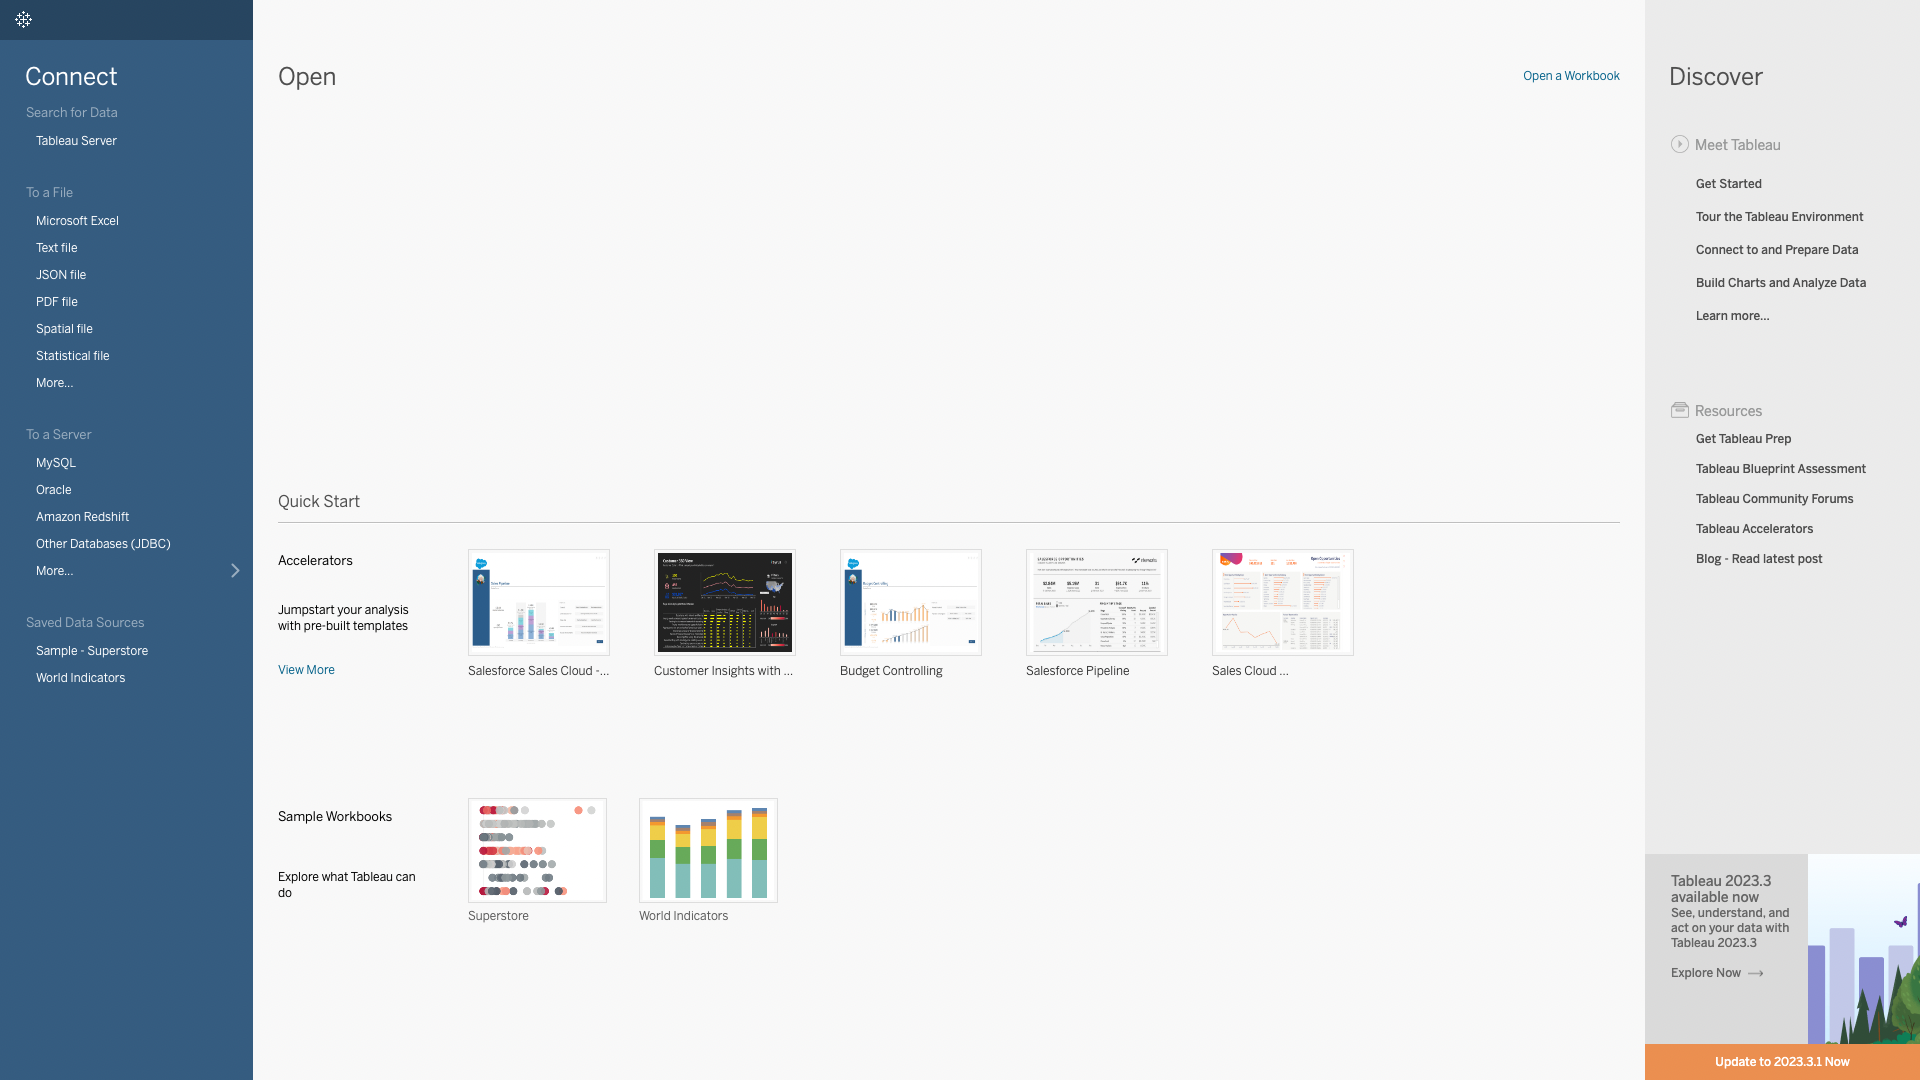 Connect
Search for Data
Tableau Server
To a File
Microsoft Excel
Text file
JSON file
PDF file
Spatial file
Statistical file
More...
To a Server
MySQL
Oracle
Amazon Redshift
Other Databases (JDBC)
More...
Saved Data Sources
Sample - Superstore
World Indicators
Open
Open a Workbook
Quick Start
Accelerators
Jumpstart your analysis
with pre-built templates
View More
Salesforce Sales Cloud -...
Customer Insights with ...
Budget Controlling
Salesforce Pipeline
Sales Cloud ...
Sample Workbooks
Explore what Tableau can
do
Superstore
World Indicators
Discover
Meet Tableau
Get Started
Tour the Tableau Environment
Connect to and Prepare Data
Build Charts and Analyze Data
Learn more...
Resources
Get Tableau Prep
Tableau Blueprint Assessment
Tableau Community Forums
Tableau Accelerators
Blog - Read latest post
Tableau 2023.3
available now
See, understand, and
act on your data with
Tableau 2023.3
Explore Now
Update to 2023.3.1 Now